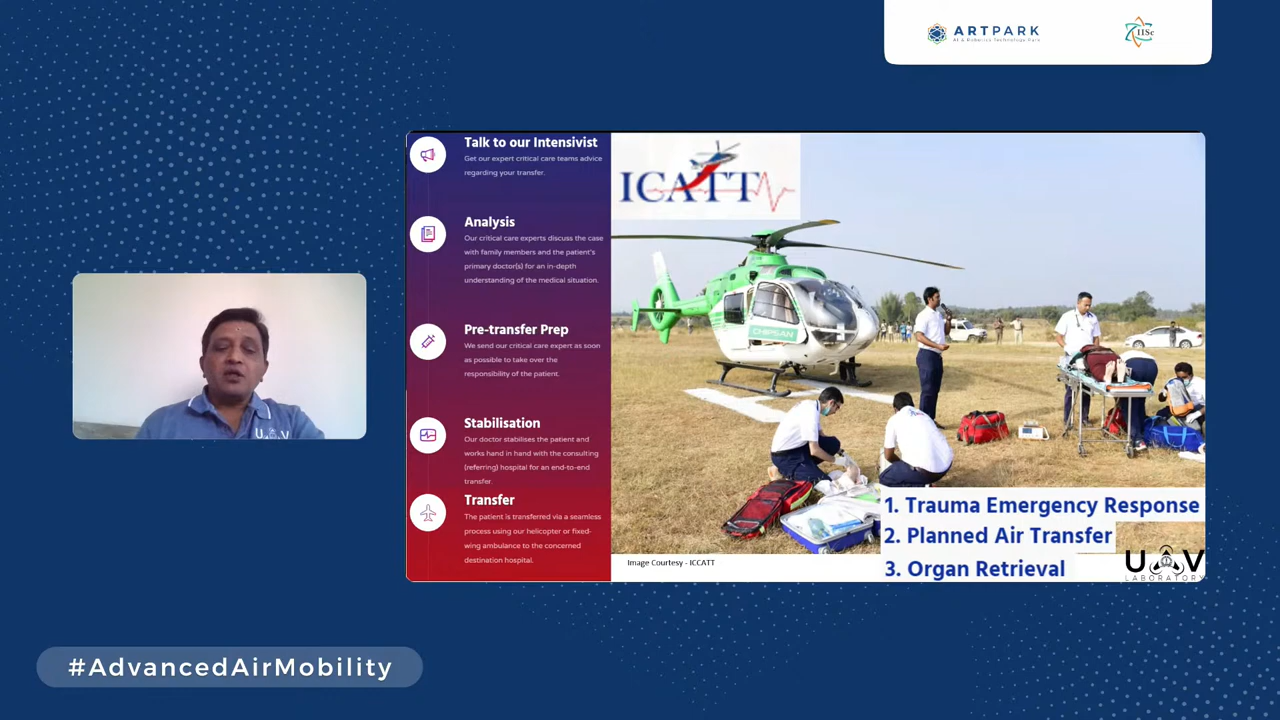 ARTPARK
AI & Robotics Technology Park
IISc
Talk to our Intensivist
Get our expert critical care teams advice
regarding your transfer.
Analysis
Our critical care experts discuss the case
with family members and the patient's
primary doctor(s) for an in-depth
understanding of the medical situation.
Pre-transfer Prep
We send our critical care expert as soon
as possible to take over the
responsibility of the patient.
Stabilisation
Our doctor stabilises the patient and
works hand in hand with the consulting
(referring) hospital for an end-to-end
transfer.
Transfer
The patient is transferred via a seamless
process using our helicopter or fixed-
wing ambulance to the concerned
destination hospital.
ICATT
CHIPSAN
1. Trauma Emergency Response
2. Planned Air Transfer
3. Organ Retrieval
Image Courtesy - ICCATT
UAV
LABORATORY
UAV
#AdvancedAirMobility